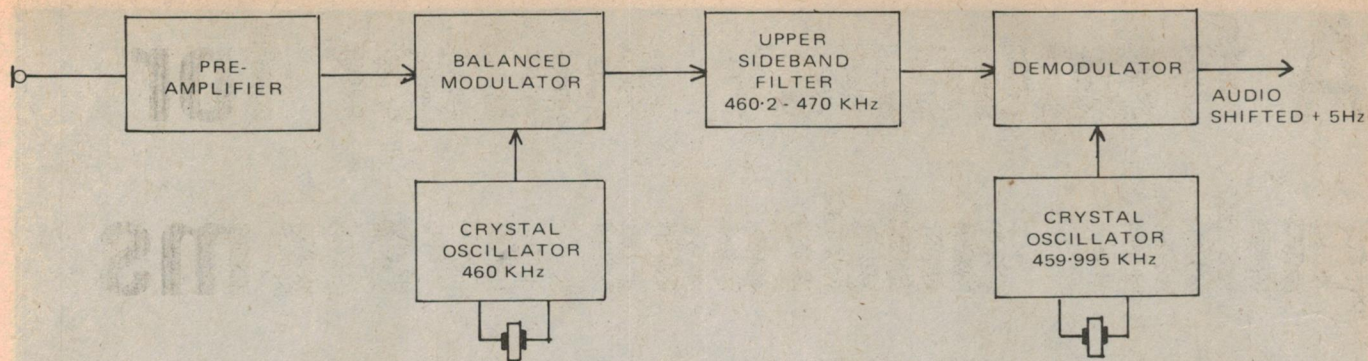 PRE-
AMPLIFIER
BALANCED
MODULATOR
UPPER
SIDEBAND
FILTER
460·2 - 470 KHz
DEMODULATOR
AUDIO
SHIFTED + 5Hz
CRYSTAL
OSCILLATOR
460 KHz
CRYSTAL
OSCILLATOR
459·995 KHz